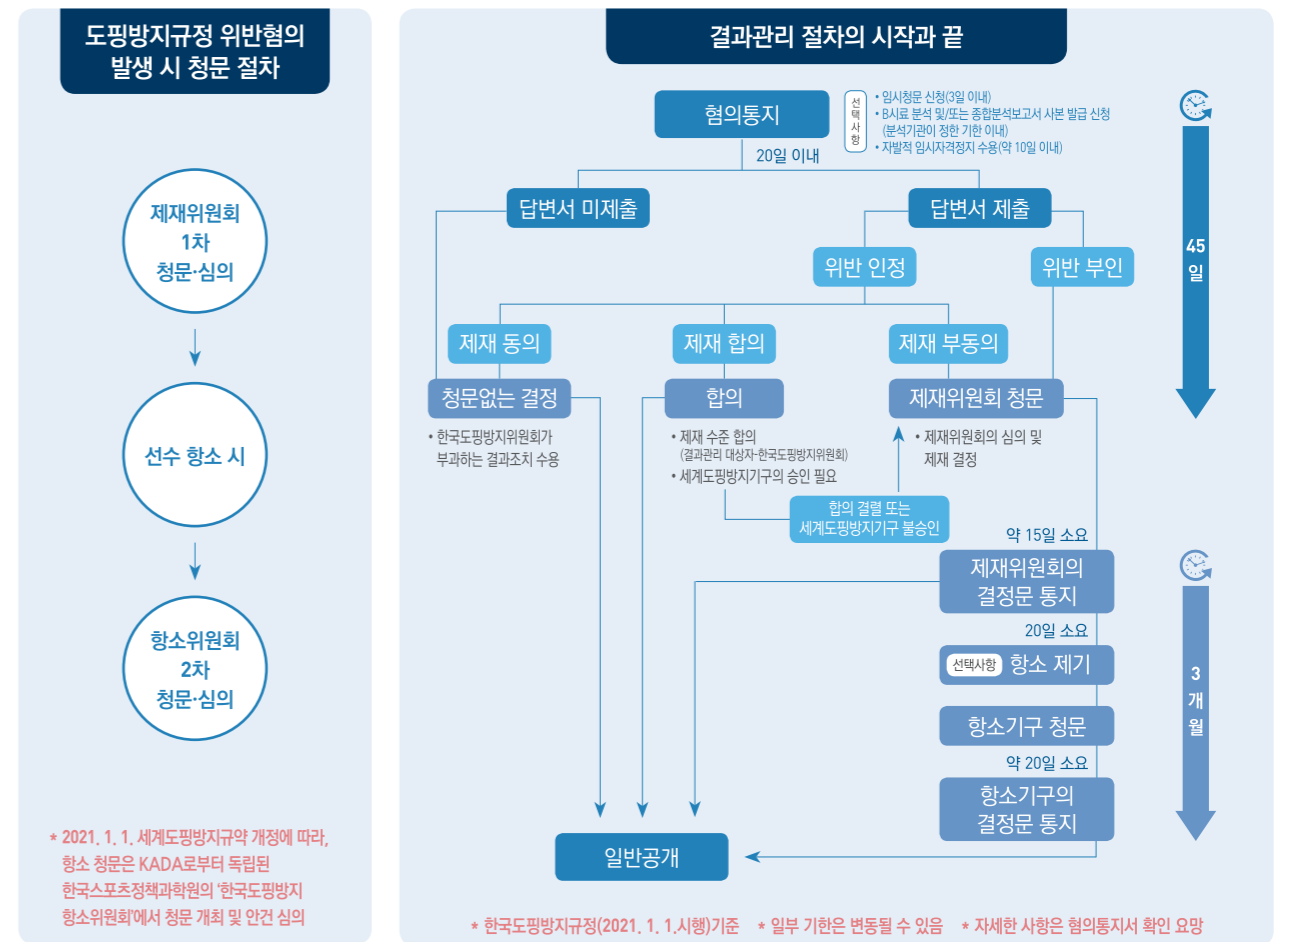 도핑방지규정 위반혐의
발생 시 청문 절차
제재위원회
1차
청문·심의
선수 항소 시
항소위원회
2차
청문·심의
* 2021. 1. 1. 세계도핑방지규약 개정에 따라,
항소 청문은 KADA로부터 독립된
한국스포츠정책과학원의 '한국도핑방지
항소위원회'에서 청문 개최 및 안건 심의
결과관리 절차의 시작과 끝
혐의통지
선택사항
• 임시청문 신청(3일 이내)
• B시료 분석 및/또는 종합분석보고서 사본 발급 신청
(분석기관이 정한 기한 이내)
• 자발적 임시자격정지 수용(약 10일 이내)
20일 이내
답변서 미제출
답변서 제출
위반 인정
위반 부인
45일
제재 동의
제재 합의
제재 부동의
청문없는 결정
합의
제재위원회 청문
• 한국도핑방지위원회가
부과하는 결과조치 수용
• 제재 수준 합의
(결과관리 대상자-한국도핑방지위원회)
• 세계도핑방지기구의 승인 필요
• 제재위원회의 심의 및
제재 결정
합의 결렬 또는
세계도핑방지기구 불승인
약 15일 소요
제재위원회의
결정문 통지
20일 소요
선택사항 항소 제기
3개월
항소기구 청문
약 20일 소요
항소기구의
결정문 통지
일반공개
* 한국도핑방지규정(2021. 1. 1.시행)기준 * 일부 기한은 변동될 수 있음 * 자세한 사항은 혐의통지서 확인 요망